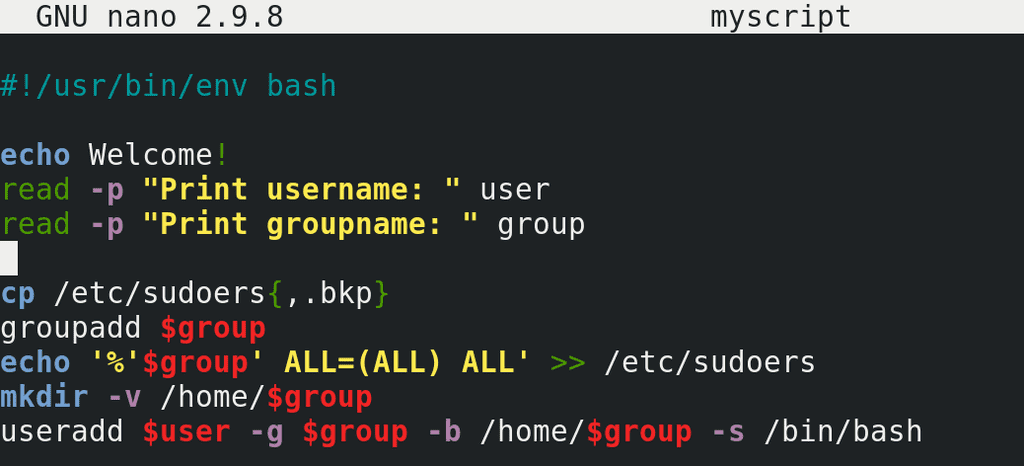 GNU nano 2.9.8 myscript
#!/usr/bin/env bash
echo Welcome!
read -p "Print username: " user
read -p "Print groupname: " group
cp /etc/sudoers{,.bkp}
groupadd $group
echo '%'$group' ALL=(ALL) ALL' >> /etc/sudoers
mkdir -v /home/$group
useradd $user -g $group -b /home/$group -s /bin/bash